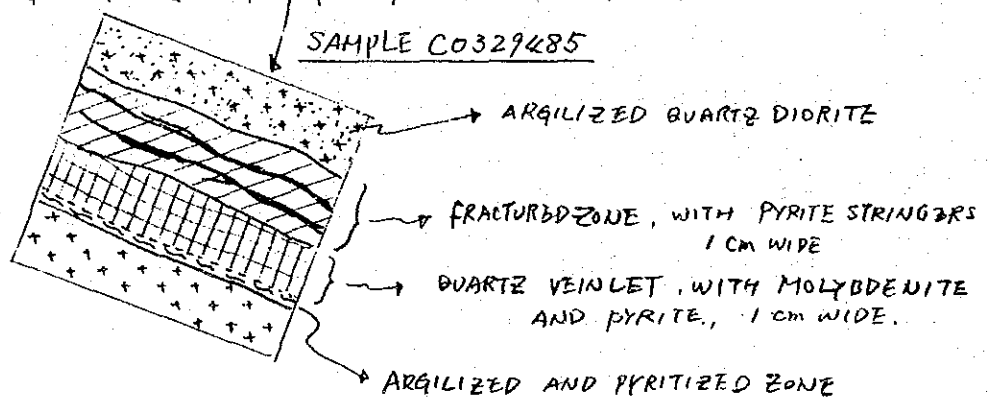 SAMPLE C0329485
ARGILIZED QUARTZ DIORITE
FRACTURED ZONE, WITH PYRITE STRINGERS
1 cm WIDE
QUARTZ VEINLET, WITH MOLYBDENITE
AND PYRITE, 1 cm WIDE.
ARGILIZED AND PYRITIZED ZONE